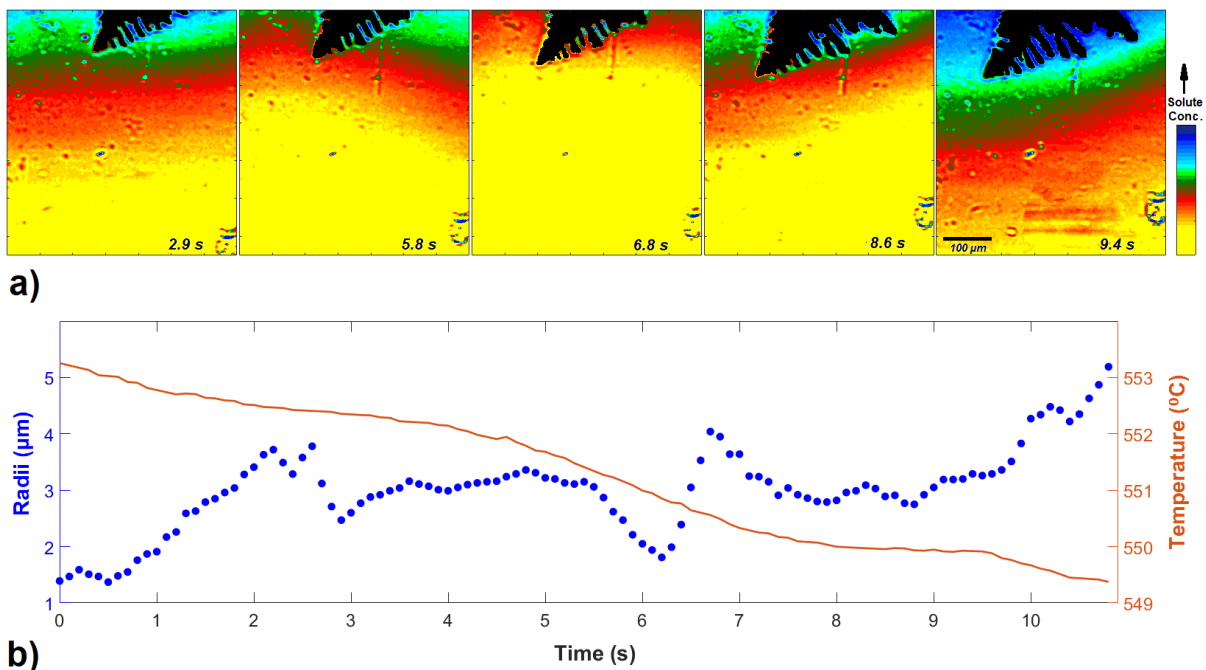 2.9 s
5.8 s
6.8 s
8.6 s
9.4 s
100 µm
Solute
Conc.
a)
5
4
3
2
1
Radii (µm)
553
552
551
550
549
Temperature (⁰C)
0 1 2 3 4 5 6 7 8 9 10
Time (s)
b)